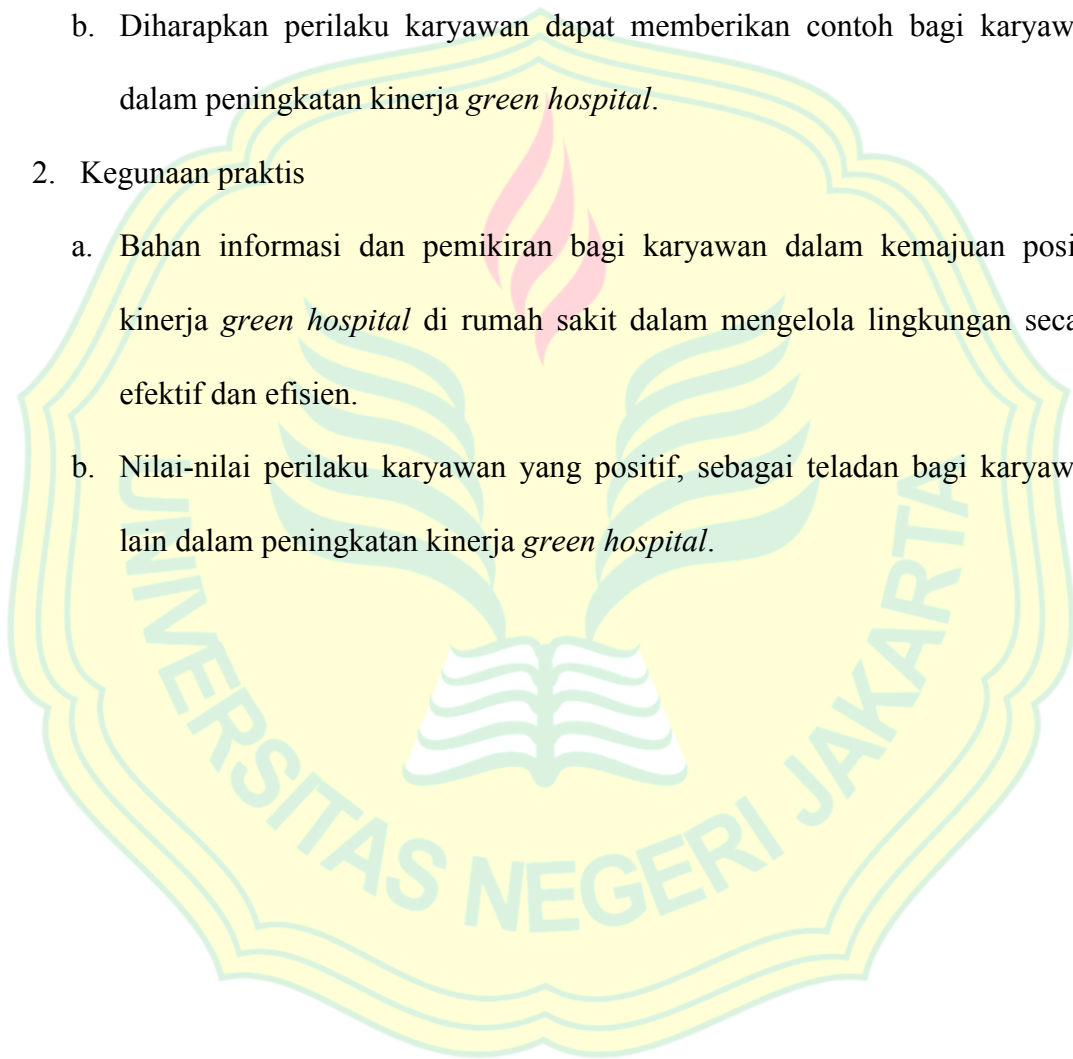 b. Diharapkan perilaku karyawan dapat memberikan contoh bagi karyaw
dalam peningkatan kinerja green hospital.
2. Kegunaan praktis
a. Bahan informasi dan pemikiran bagi karyawan dalam kemajuan posi
kinerja green hospital di rumah sakit dalam mengelola lingkungan seca
efektif dan efisien.
b. Nilai-nilai perilaku karyawan yang positif, sebagai teladan bagi karyaw
lain dalam peningkatan kinerja green hospital.
UNIVERSITAS NEGERI JAKARTA